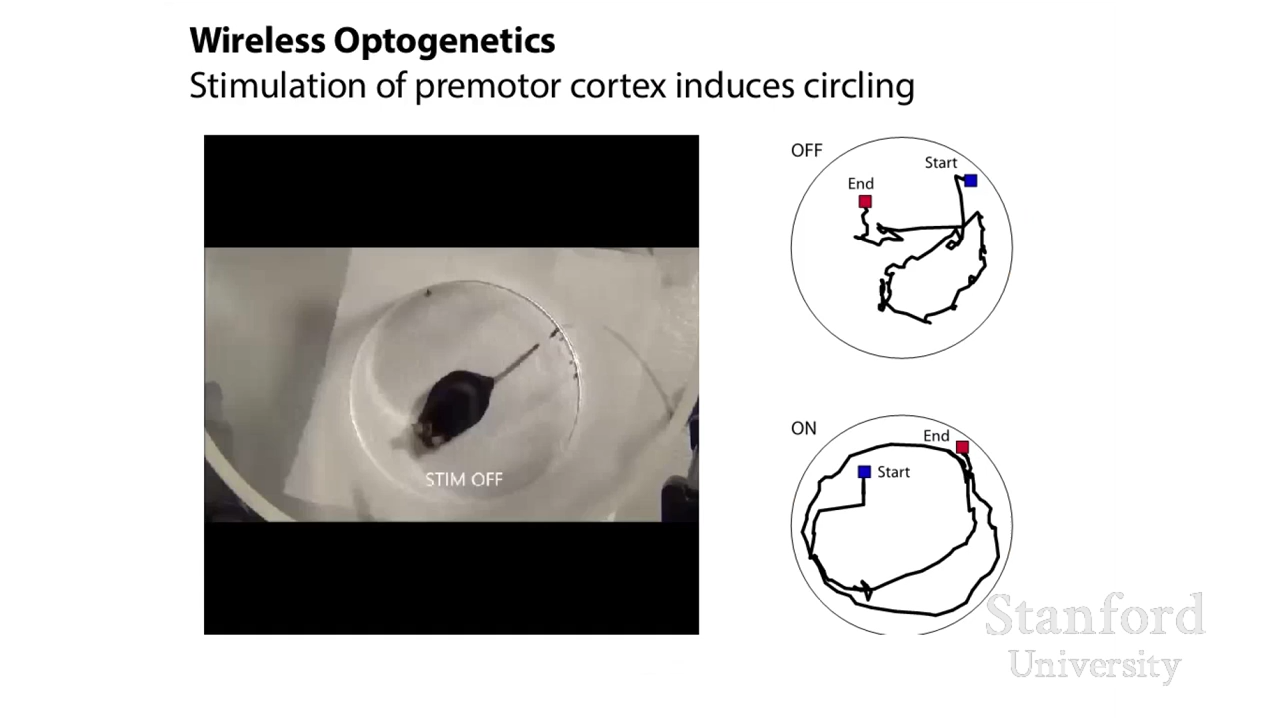 Wireless Optogenetics
Stimulation of premotor cortex induces circling
STIM OFF
OFF
Start
End
ON
End
Start
Stanford
University